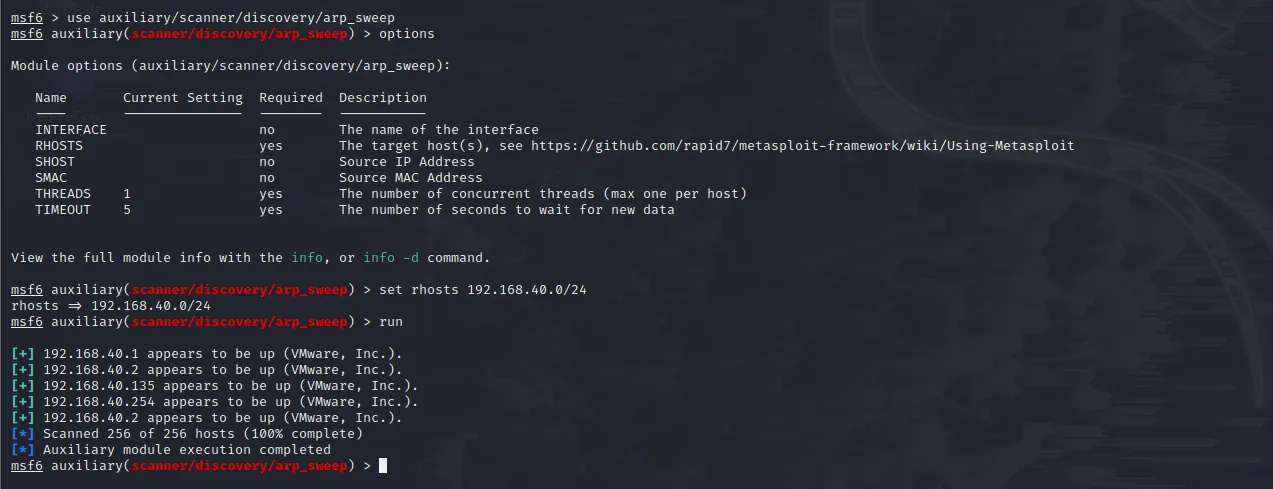 msf6 > use auxiliary/scanner/discovery/arp_sweep
msf6 auxiliary(scanner/discovery/arp_sweep) > options
Module options (auxiliary/scanner/discovery/arp_sweep):
Name Current Setting Required Description
---- --------------- -------- -----------
INTERFACE no The name of the interface
RHOSTS yes The target host(s), see https://github.com/rapid7/metasploit-framework/wiki/Using-Metasploit
SHOST no Source IP Address
SMAC no Source MAC Address
THREADS 1 yes The number of concurrent threads (max one per host)
TIMEOUT 5 yes The number of seconds to wait for new data
View the full module info with the info, or info -d command.
msf6 auxiliary(scanner/discovery/arp_sweep) > set rhosts 192.168.40.0/24
rhosts => 192.168.40.0/24
msf6 auxiliary(scanner/discovery/arp_sweep) > run
[+] 192.168.40.1 appears to be up (VMware, Inc.).
[+] 192.168.40.2 appears to be up (VMware, Inc.).
[+] 192.168.40.135 appears to be up (VMware, Inc.).
[+] 192.168.40.254 appears to be up (VMware, Inc.).
[+] 192.168.40.2 appears to be up (VMware, Inc.).
[*] Scanned 256 of 256 hosts (100% complete)
[*] Auxiliary module execution completed
msf6 auxiliary(scanner/discovery/arp_sweep) >